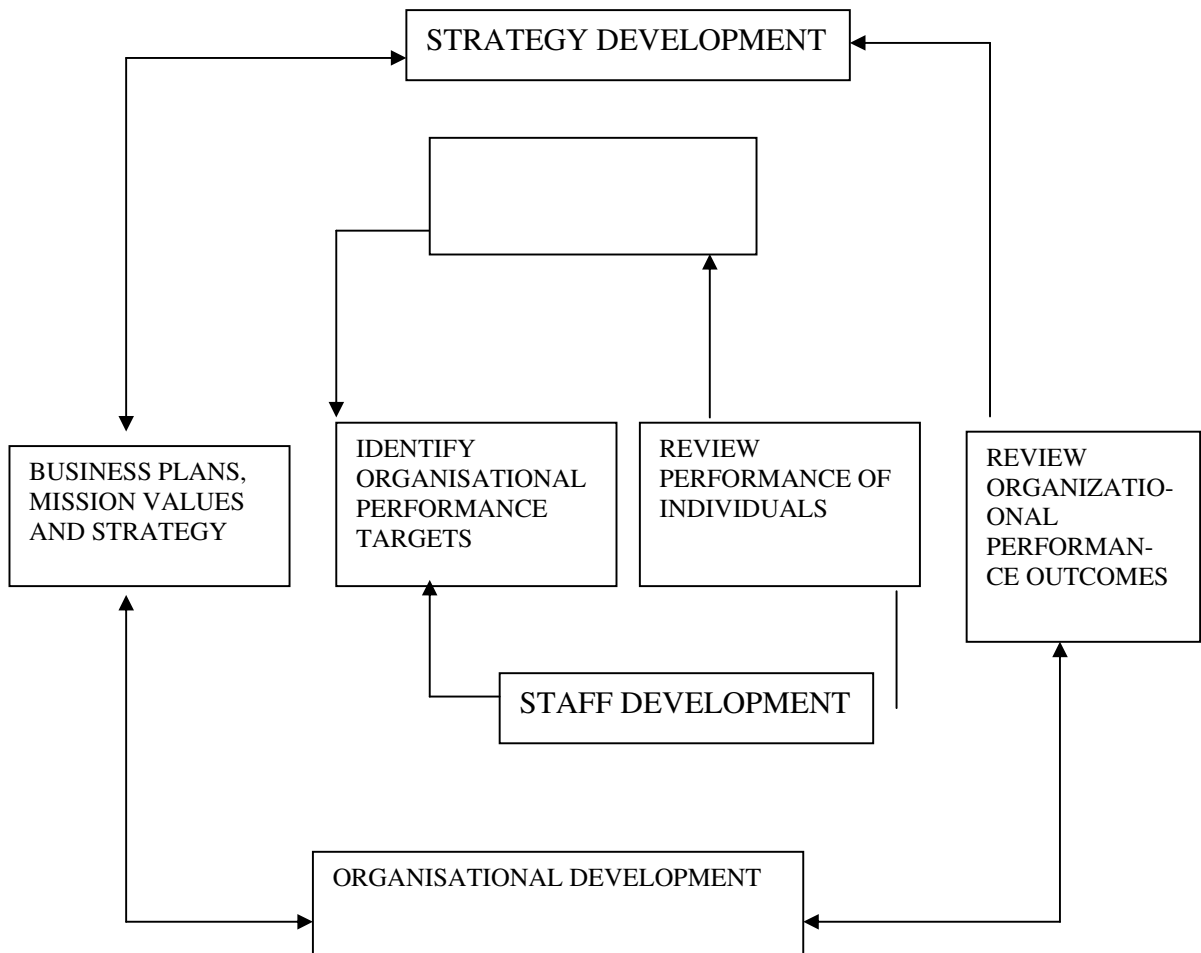 STRATEGY DEVELOPMENT
BUSINESS PLANS,
MISSION VALUES
AND STRATEGY
IDENTIFY
ORGANISATIONAL
PERFORMANCE
TARGETS
REVIEW
PERFORMANCE OF
INDIVIDUALS
REVIEW
ORGANIZATIO-
ONAL
PERFORMAN-
CE OUTCOMES
STAFF DEVELOPMENT
ORGANISATIONAL DEVELOPMENT